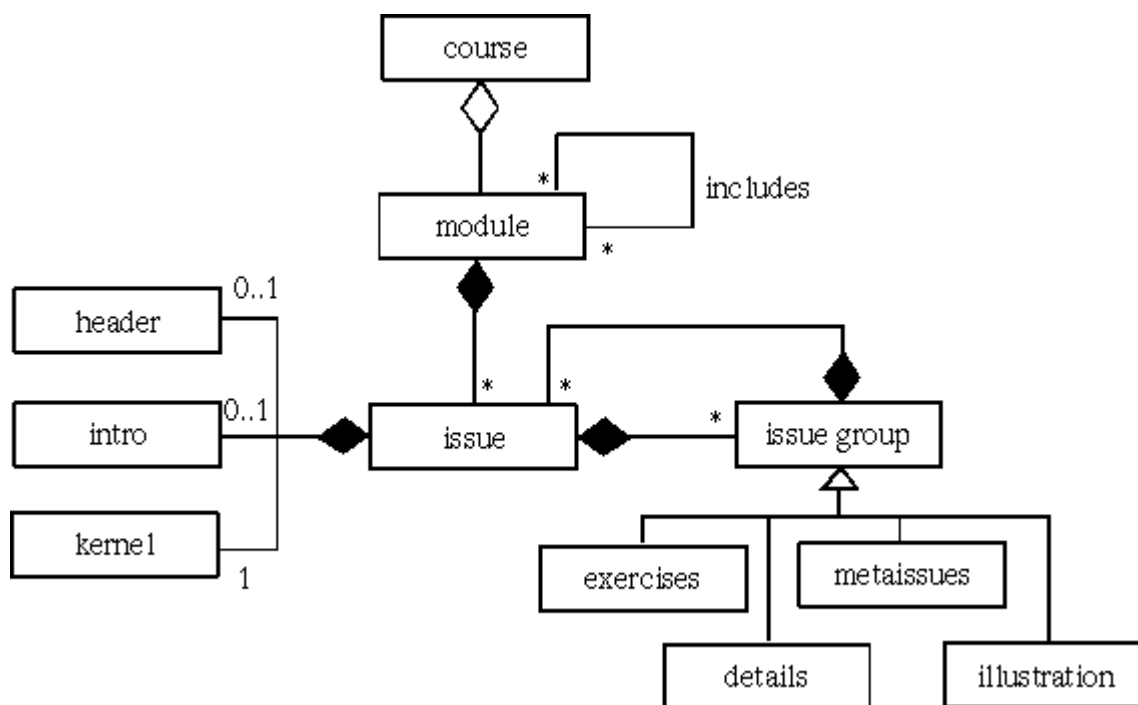 course
*
includes
module
*
0..1
header
*
*
0..1
*
intro
issue
issue group
kernel
1
exercises
metaissues
details
illustration